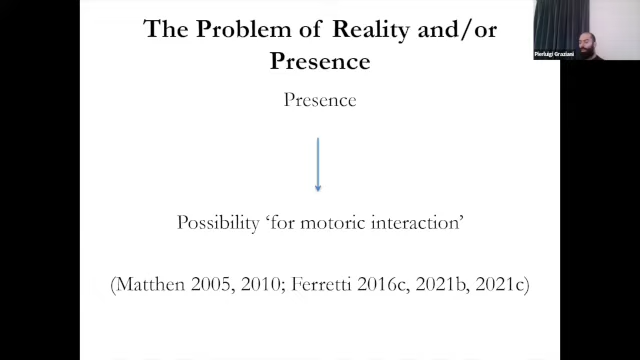 The Problem of Reality and/or
Presence
Presence
Possibility ‘for motoric interaction’
(Matthen 2005, 2010; Ferretti 2016c, 2021b, 2021c)
Pierluigi Graziani